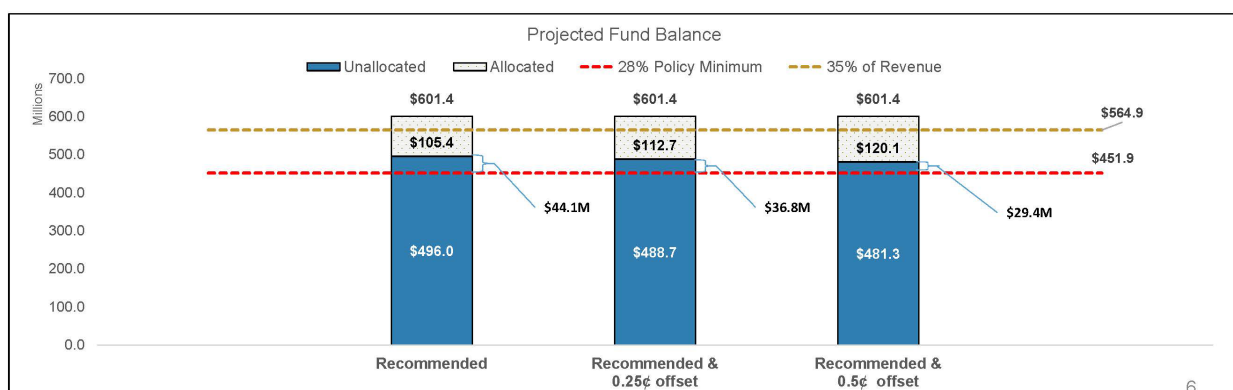 Projected Fund Balance
Unallocated Allocated 28% Policy Minimum 35% of Revenue
Millions
700.0
600.0
500.0
400.0
300.0
200.0
100.0
0.0
$601.4 $601.4 $601.4
$564.9
$451.9
$105.4 $112.7 $120.1
$44.1M $36.8M $29.4M
$496.0 $488.7 $481.3
Recommended
Recommended &
0.25¢ offset
Recommended &
0.5¢ offset
6